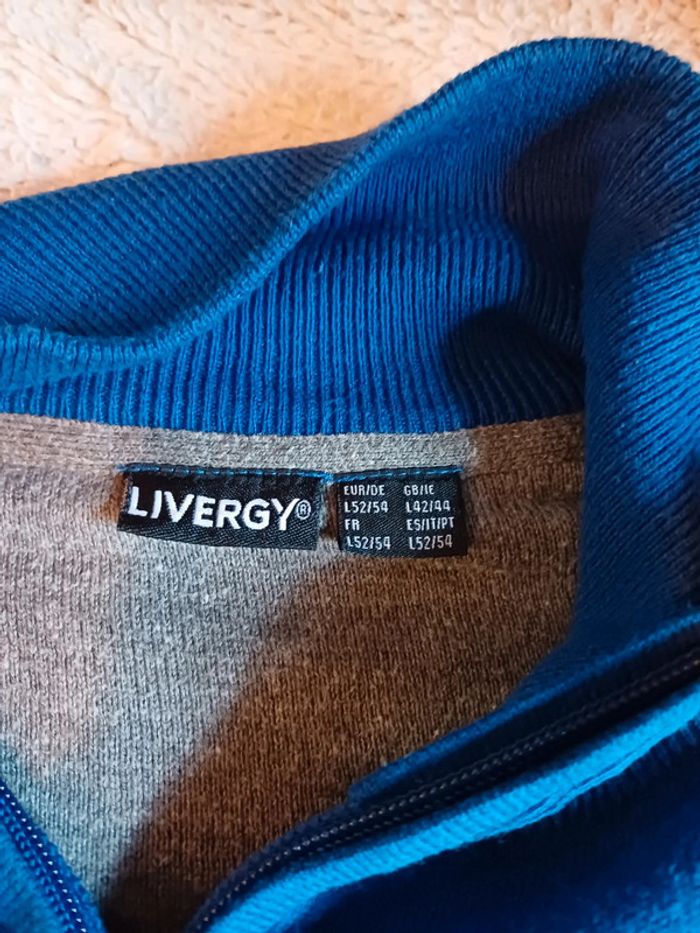 LIVERGY®
EUR/DE GB/IE
L52/54 L42/44
FR ES/IT/PT
L52/54 L52/54